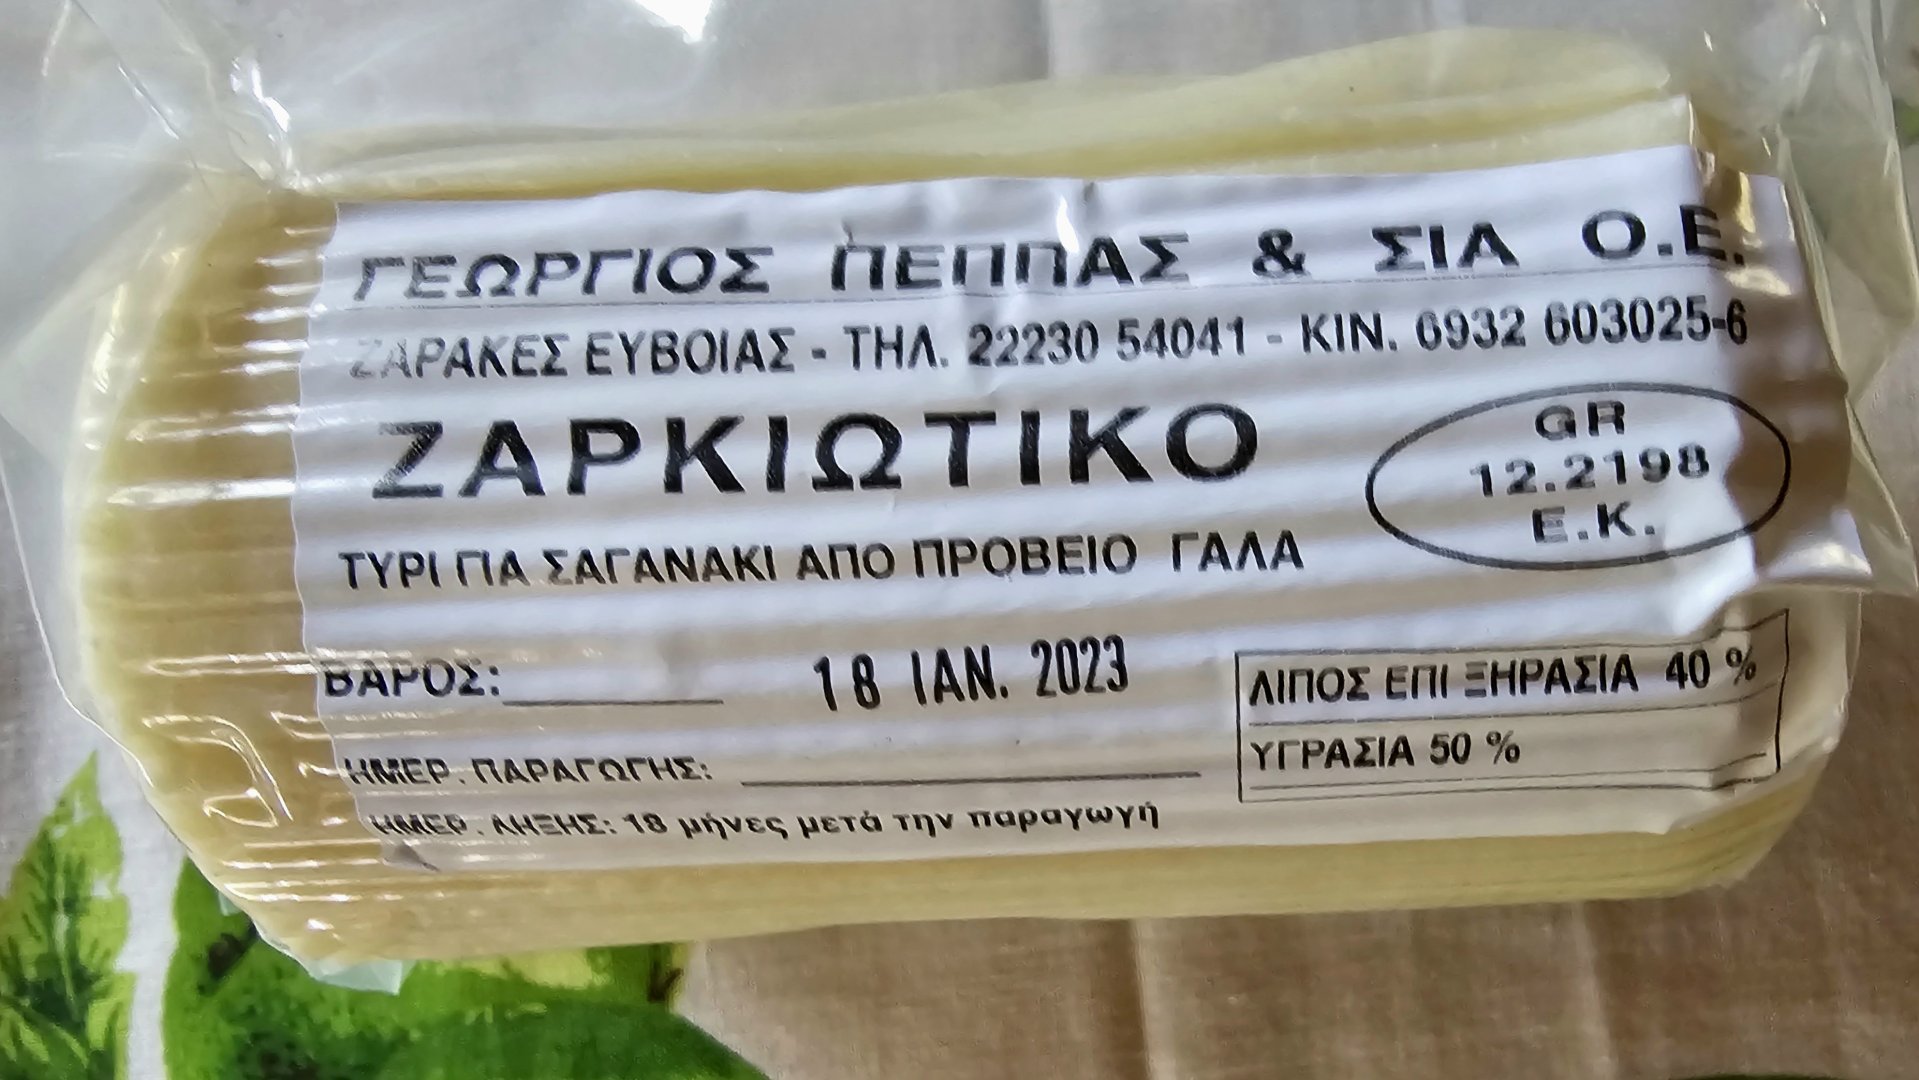 ΓΕΩΡΓΙΟΣ ΠΕΠΠΑΣ & ΣΙΑ Ο.Ε.
ΖΑΡΑΚΕΣ ΕΥΒΟΙΑΣ - ΤΗΛ. 22230 54041 - ΚΙΝ. 6932 603025-6
ΖΑΡΚΙΩΤΙΚΟ
GR
12.2198
Ε.Κ.
ΤΥΡΙ ΓΙΑ ΣΑΓΑΝΑΚΙ ΑΠΟ ΠΡΟΒΕΙΟ ΓΑΛΑ
ΒΑΡΟΣ:
18 ΙΑΝ. 2023
ΗΜΕΡ. ΠΑΡΑΓΩΓΗΣ:
ΗΜΕΡ. ΛΗΞΗΣ: 18 μήνες μετά την παραγωγή
ΛΙΠΟΣ ΕΠΙ ΞΗΡΑΣΙΑ 40 %
ΥΓΡΑΣΙΑ 50 %